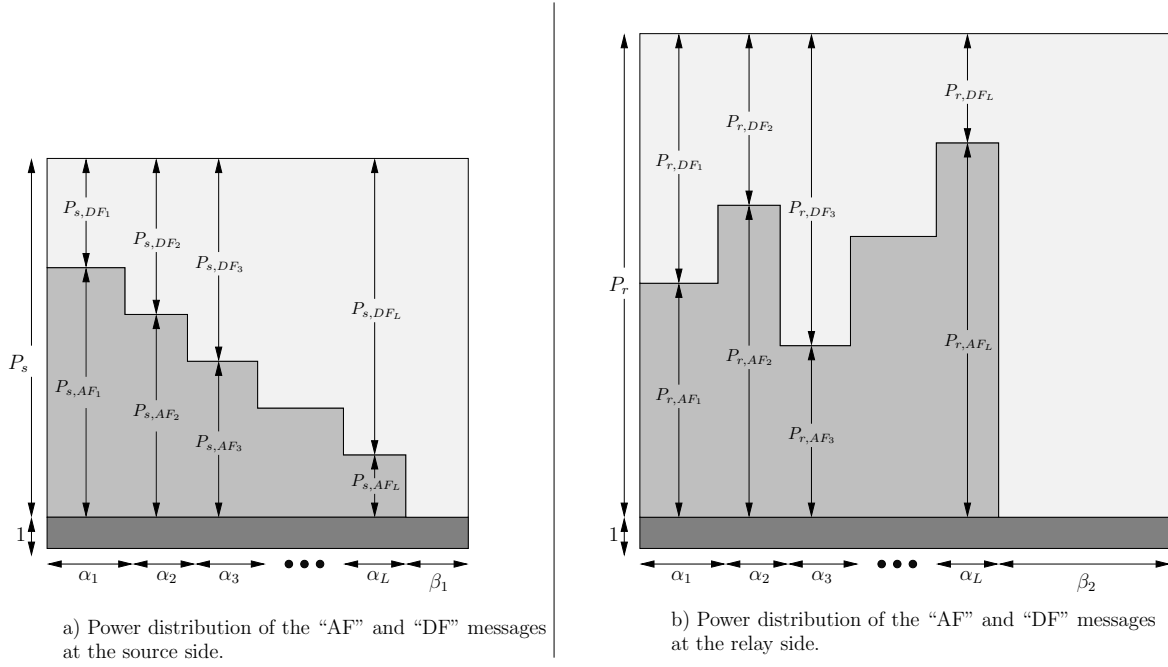 P_{s,DF_1}
P_{s,DF_2}
P_{s,DF_3}
P_{s,DF_L}
P_s
P_{s,AF_1}
P_{s,AF_2}
P_{s,AF_3}
P_{s,AF_L}
1
α_1 α_2 α_3 ••• α_L β_1
a) Power distribution of the “AF” and “DF” messages
at the source side.
P_{r,DF_L}
P_{r,DF_2}
P_{r,DF_1}
P_{r,DF_3}
P_r
P_{r,AF_L}
P_{r,AF_2}
P_{r,AF_1}
P_{r,AF_3}
1
α_1 α_2 α_3 ••• α_L β_2
b) Power distribution of the “AF” and “DF” messages
at the relay side.